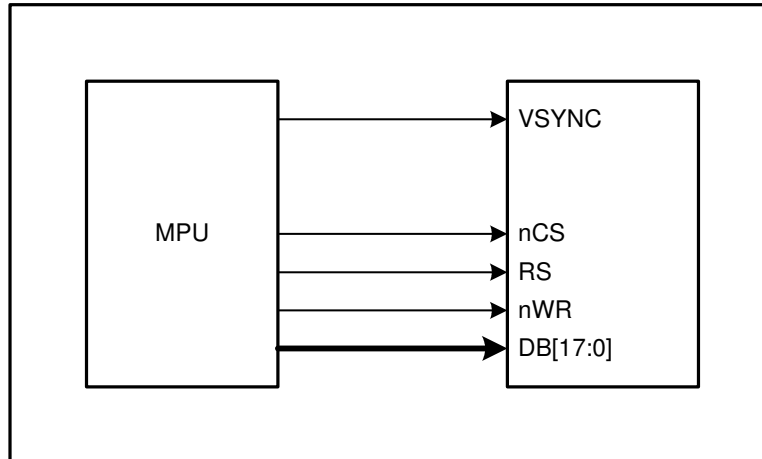 VSYNC
MPU
nCS
RS
nWR
DB[17:0]